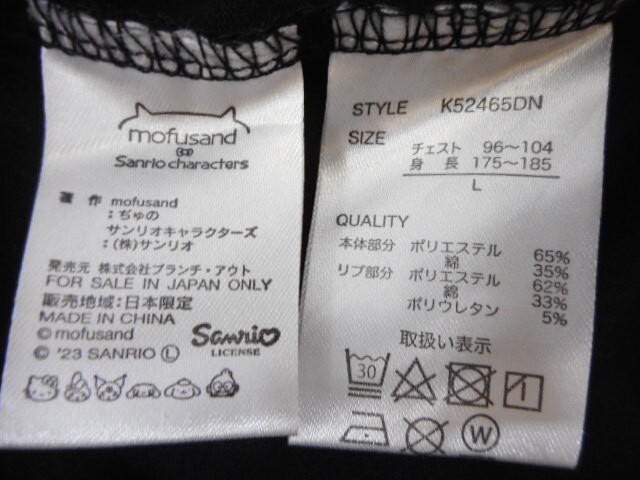 mofusand
Sanrio characters
著 作 mofusand
:ぢゅの
サンリオキャラクターズ
:(株)サンリオ
発売元 株式会社ブランチ・アウト
FOR SALE IN JAPAN ONLY
販売地域:日本限定
MADE IN CHINA
© mofusand
© '23 SANRIO Ⓛ
Sanrio
LICENSE
STYLE K52465DN
SIZE
チェスト 96〜104
身 長 175〜185
L
QUALITY
本体部分 ポリエステル 65%
綿 35%
リブ部分 ポリエステル 62%
綿 33%
ポリウレタン 5%
取扱い表示
30
W